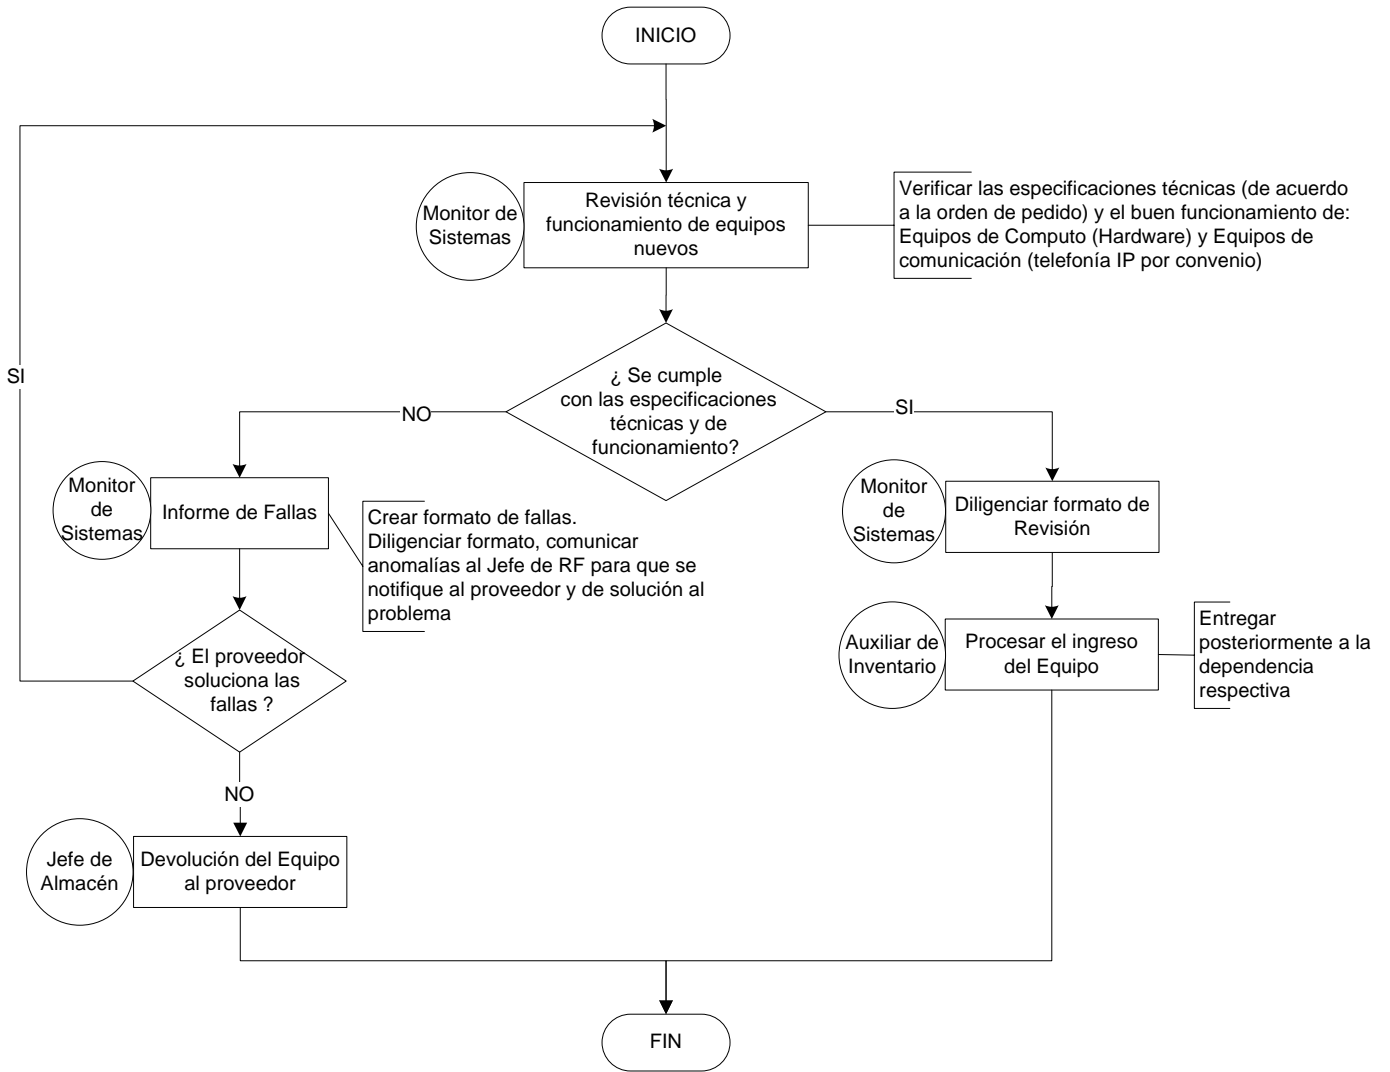 INICIO
Monitor de
Sistemas
Revisión técnica y
funcionamiento de equipos
nuevos
Verificar las especificaciones técnicas (de acuerdo
a la orden de pedido) y el buen funcionamiento de:
Equipos de Computo (Hardware) y Equipos de
comunicación (telefonía IP por convenio)
SI
¿ Se cumple
con las especificaciones
técnicas y de
funcionamiento?
NO
SI
Monitor
de
Sistemas
Informe de Fallas
Crear formato de fallas.
Diligenciar formato, comunicar
anomalías al Jefe de RF para que se
notifique al proveedor y de solución al
problema
Monitor
de
Sistemas
Diligenciar formato de
Revisión
¿ El proveedor
soluciona las
fallas ?
Auxiliar de
Inventario
Procesar el ingreso
del Equipo
Entregar
posteriormente a la
dependencia
respectiva
NO
Jefe de
Almacén
Devolución del Equipo
al proveedor
FIN